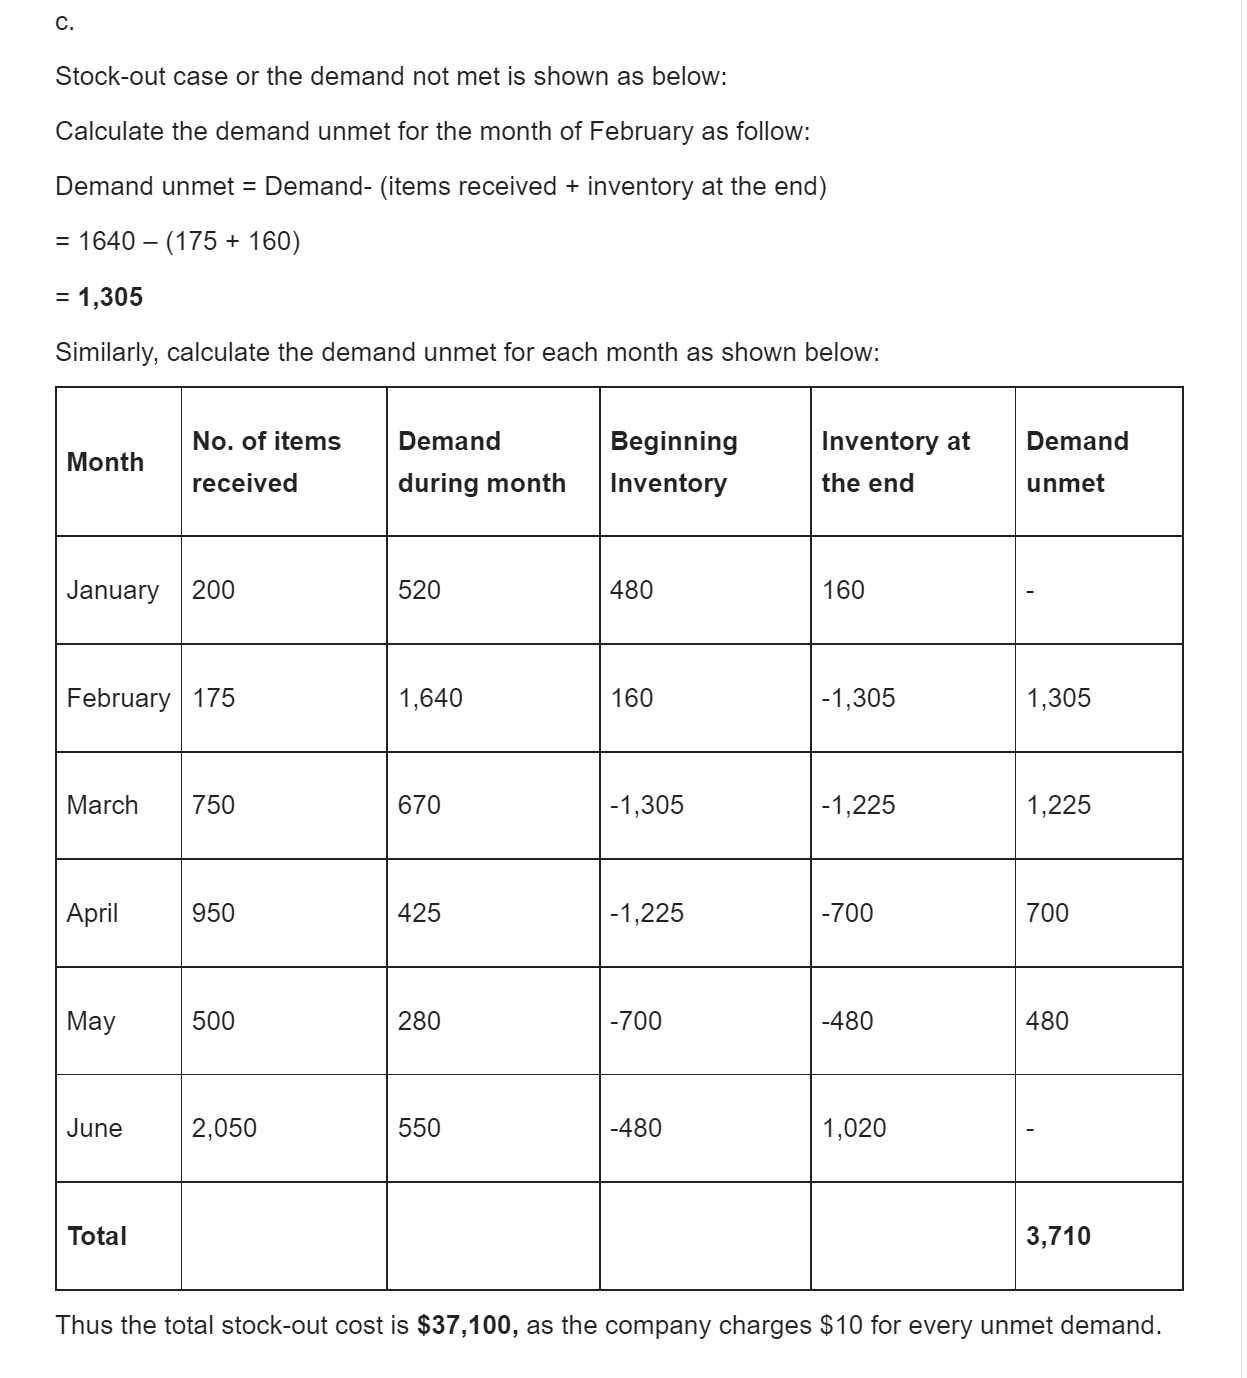 c.
Stock-out case or the demand not met is shown as below:
Calculate the demand unmet for the month of February as follow:
Demand unmet = Demand- (items received + inventory at the end)
= 1640 – (175 + 160)
= 1,305
Similarly, calculate the demand unmet for each month as shown below:
Month No. of items received Demand during month Beginning Inventory Inventory at the end Demand unmet
January 200 520 480 160 -
February 175 1,640 160 -1,305 1,305
March 750 670 -1,305 -1,225 1,225
April 950 425 -1,225 -700 700
May 500 280 -700 -480 480
June 2,050 550 -480 1,020 -
Total 3,710
Thus the total stock-out cost is $37,100, as the company charges $10 for every unmet demand.